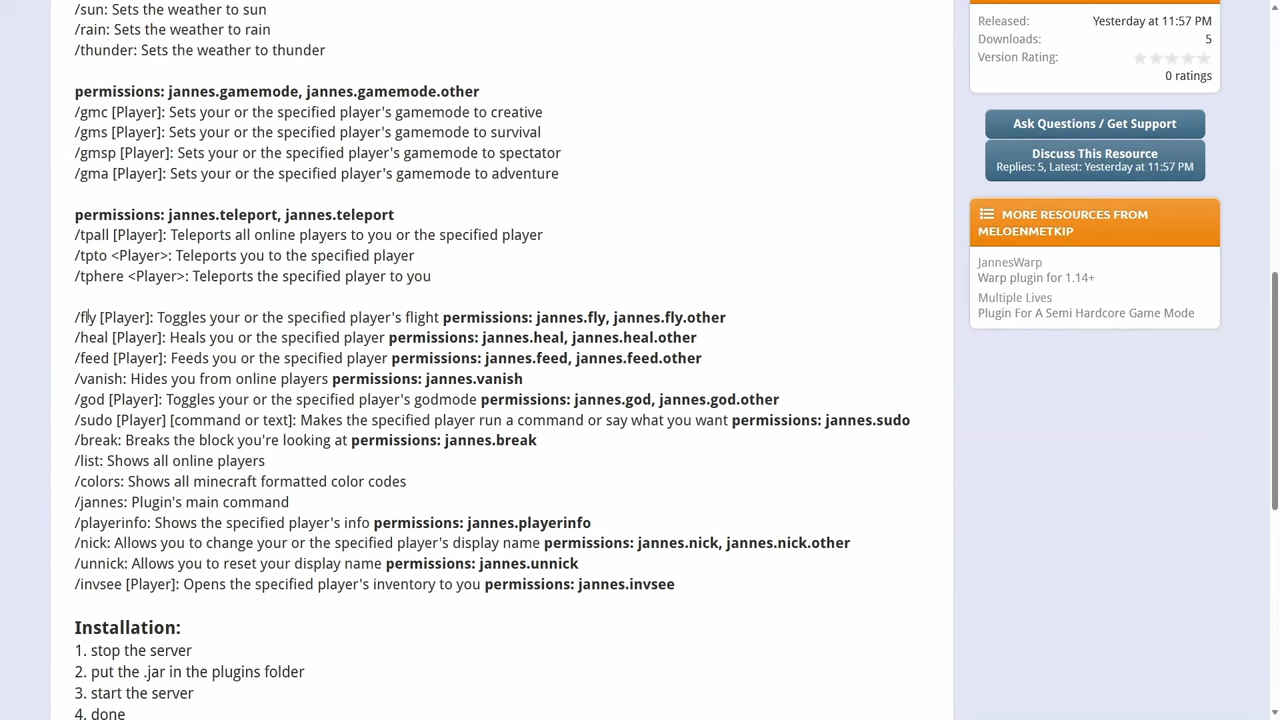 /sun: Sets the weather to sun
/rain: Sets the weather to rain
/thunder: Sets the weather to thunder
permissions: jannes.gamemode, jannes.gamemode.other
/gmc [Player]: Sets your or the specified player's gamemode to creative
/gms [Player]: Sets your or the specified player's gamemode to survival
/gmsp [Player]: Sets your or the specified player's gamemode to spectator
/gma [Player]: Sets your or the specified player's gamemode to adventure
permissions: jannes.teleport, jannes.teleport
/tpall [Player]: Teleports all online players to you or the specified player
/tpto <Player>: Teleports you to the specified player
/tphere <Player>: Teleports the specified player to you
/fly [Player]: Toggles your or the specified player's flight permissions: jannes.fly, jannes.fly.other
/heal [Player]: Heals you or the specified player permissions: jannes.heal, jannes.heal.other
/feed [Player]: Feeds you or the specified player permissions: jannes.feed, jannes.feed.other
/vanish: Hides you from online players permissions: jannes.vanish
/god [Player]: Toggles your or the specified player's godmode permissions: jannes.god, jannes.god.other
/sudo [Player] [command or text]: Makes the specified player run a command or say what you want permissions: jannes.sudo
/break: Breaks the block you're looking at permissions: jannes.break
/list: Shows all online players
/colors: Shows all minecraft formatted color codes
/jannes: Plugin's main command
/playerinfo: Shows the specified player's info permissions: jannes.playerinfo
/nick: Allows you to change your or the specified player's display name permissions: jannes.nick, jannes.nick.other
/unnick: Allows you to reset your display name permissions: jannes.unnick
/invsee [Player]: Opens the specified player's inventory to you permissions: jannes.invsee
Installation:
1. stop the server
2. put the .jar in the plugins folder
3. start the server
4. done
Released: Yesterday at 11:57 PM
Downloads: 5
Version Rating:
0 ratings
Ask Questions / Get Support
Discuss This Resource
Replies: 5, Latest: Yesterday at 11:57 PM
MORE RESOURCES FROM
MELOENMETKIP
JannesWarp
Warp plugin for 1.14+
Multiple Lives
Plugin For A Semi Hardcore Game Mode